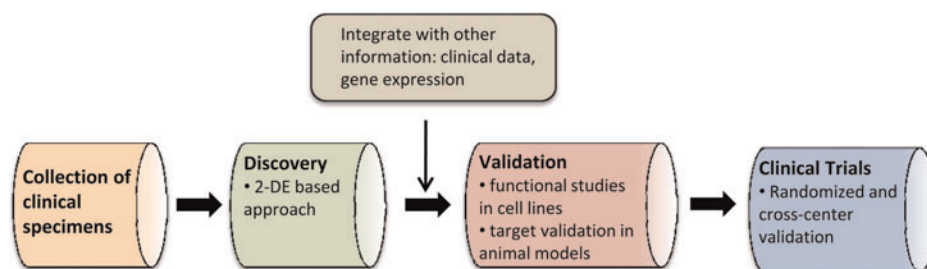 Integrate with other
information: clinical data,
gene expression
Collection of
clinical
specimens
Discovery
• 2-DE based
approach
Validation
• functional studies
in cell lines
• target validation in
animal models
Clinical Trials
• Randomized and
cross-center
validation